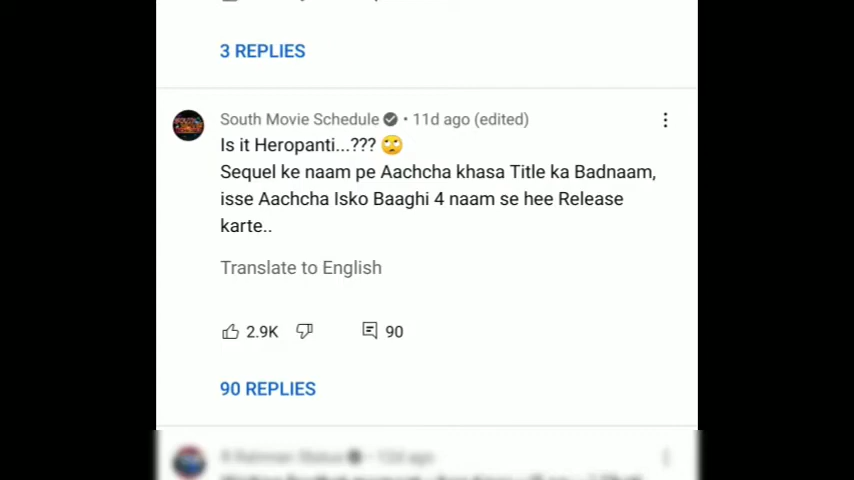 3 REPLIES
South Movie Schedule • 11d ago (edited)
Is it Heropanti...??? 🙄
Sequel ke naam pe Aachcha khasa Title ka Badnaam,
isse Aachcha Isko Baaghi 4 naam se hee Release
karte..
Translate to English
2.9K 90
90 REPLIES
12d ago